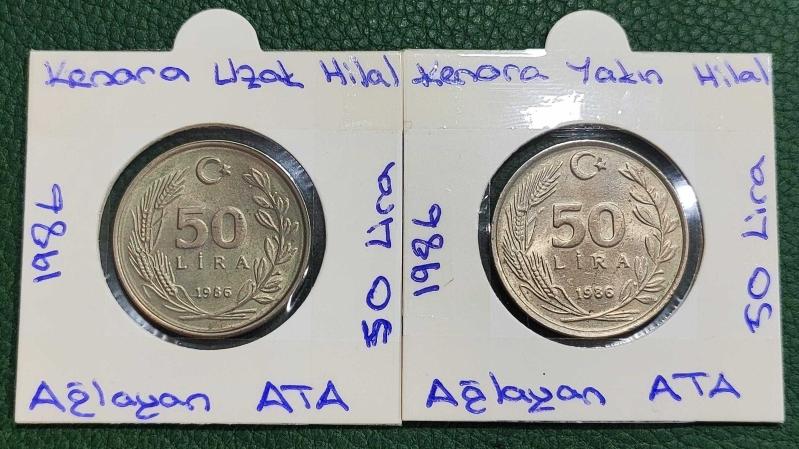 Kenara Uzak Hilal
1986
50
LİRA
1986
50 Lira
Ağlayan ATA
Kenara Yakın Hilal
1986
50
LİRA
1986
50 Lira
Ağlayan ATA